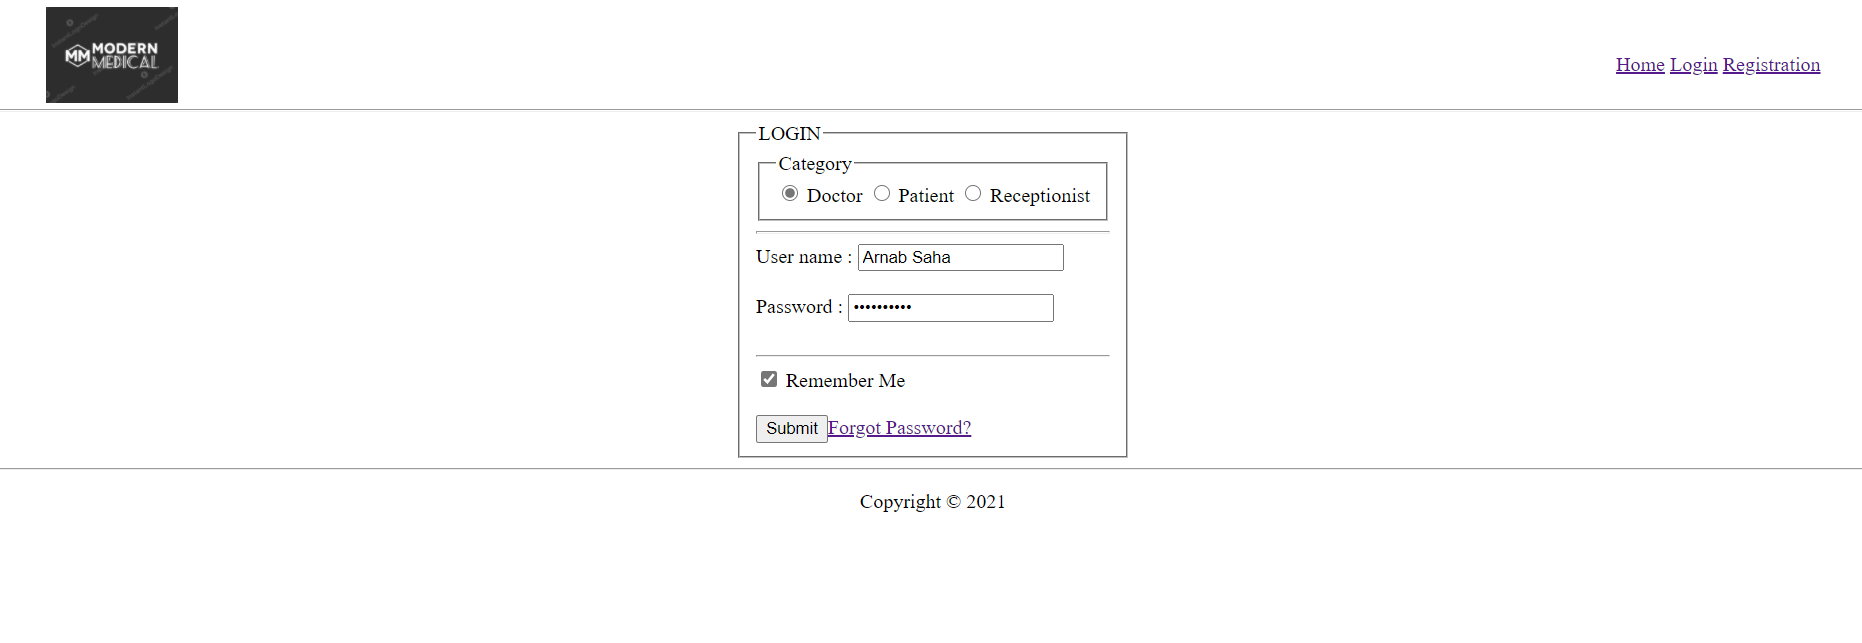 MM MODERN
MEDICAL
Home Login Registration
LOGIN
Category
Doctor Patient Receptionist
User name : Arnab Saha
Password : ••••••••••
Remember Me
Submit Forgot Password?
Copyright © 2021